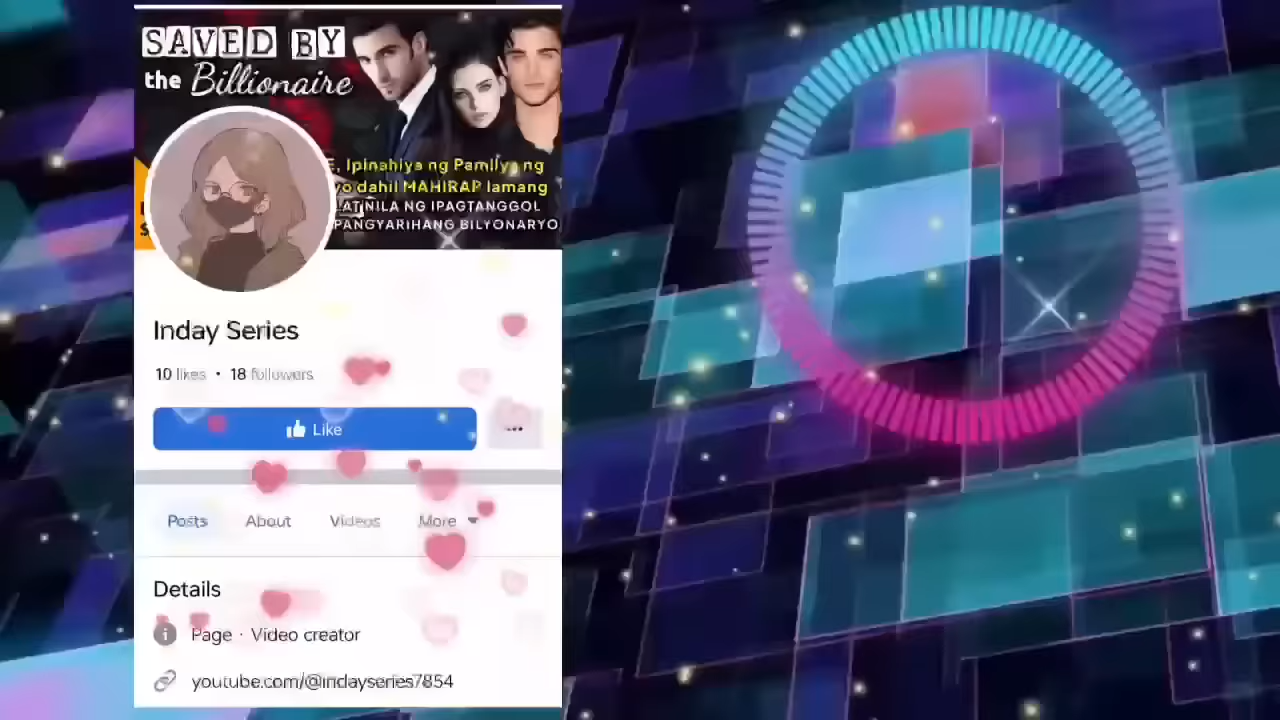 SAVED BY
the Billionaire
E, Ipinahiya ng Pamilya ng
yo dahil MAHIRAP lamang
NILA NG IPAGTANGGOL
PANGYARIHANG BILYONARYO
Inday Series
10 likes • 18 followers
Like
Posts About Videos More
Details
Page · Video creator
youtube.com/@indayseries7854